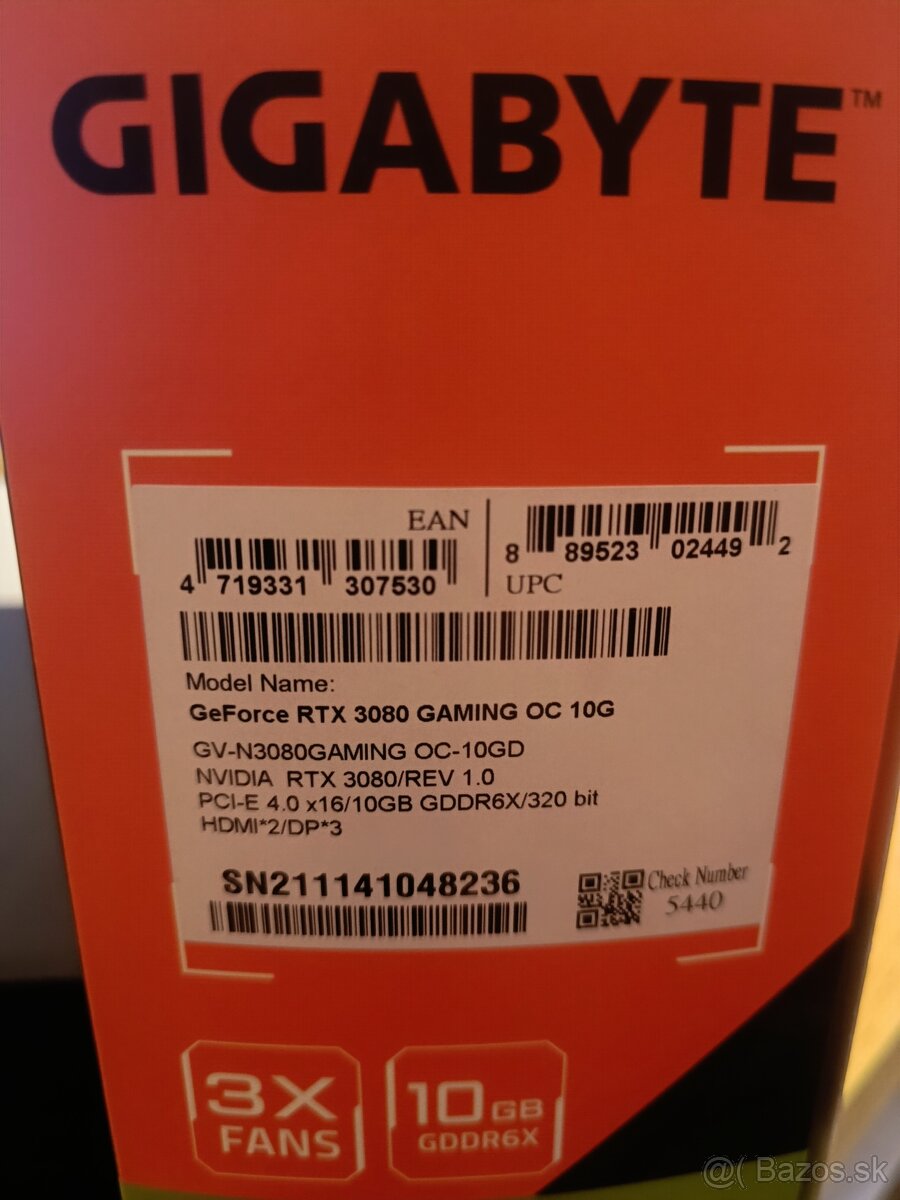 GIGABYTE™
EAN
4 719331 307530
8 89523 02449 2
UPC
Model Name:
GeForce RTX 3080 GAMING OC 10G
GV-N3080GAMING OC-10GD
NVIDIA RTX 3080/REV 1.0
PCI-E 4.0 x16/10GB GDDR6X/320 bit
HDMI*2/DP*3
SN211141048236
Check Number
5440
3X
FANS
10 GB
GDDR6X
@( Bazos.sk